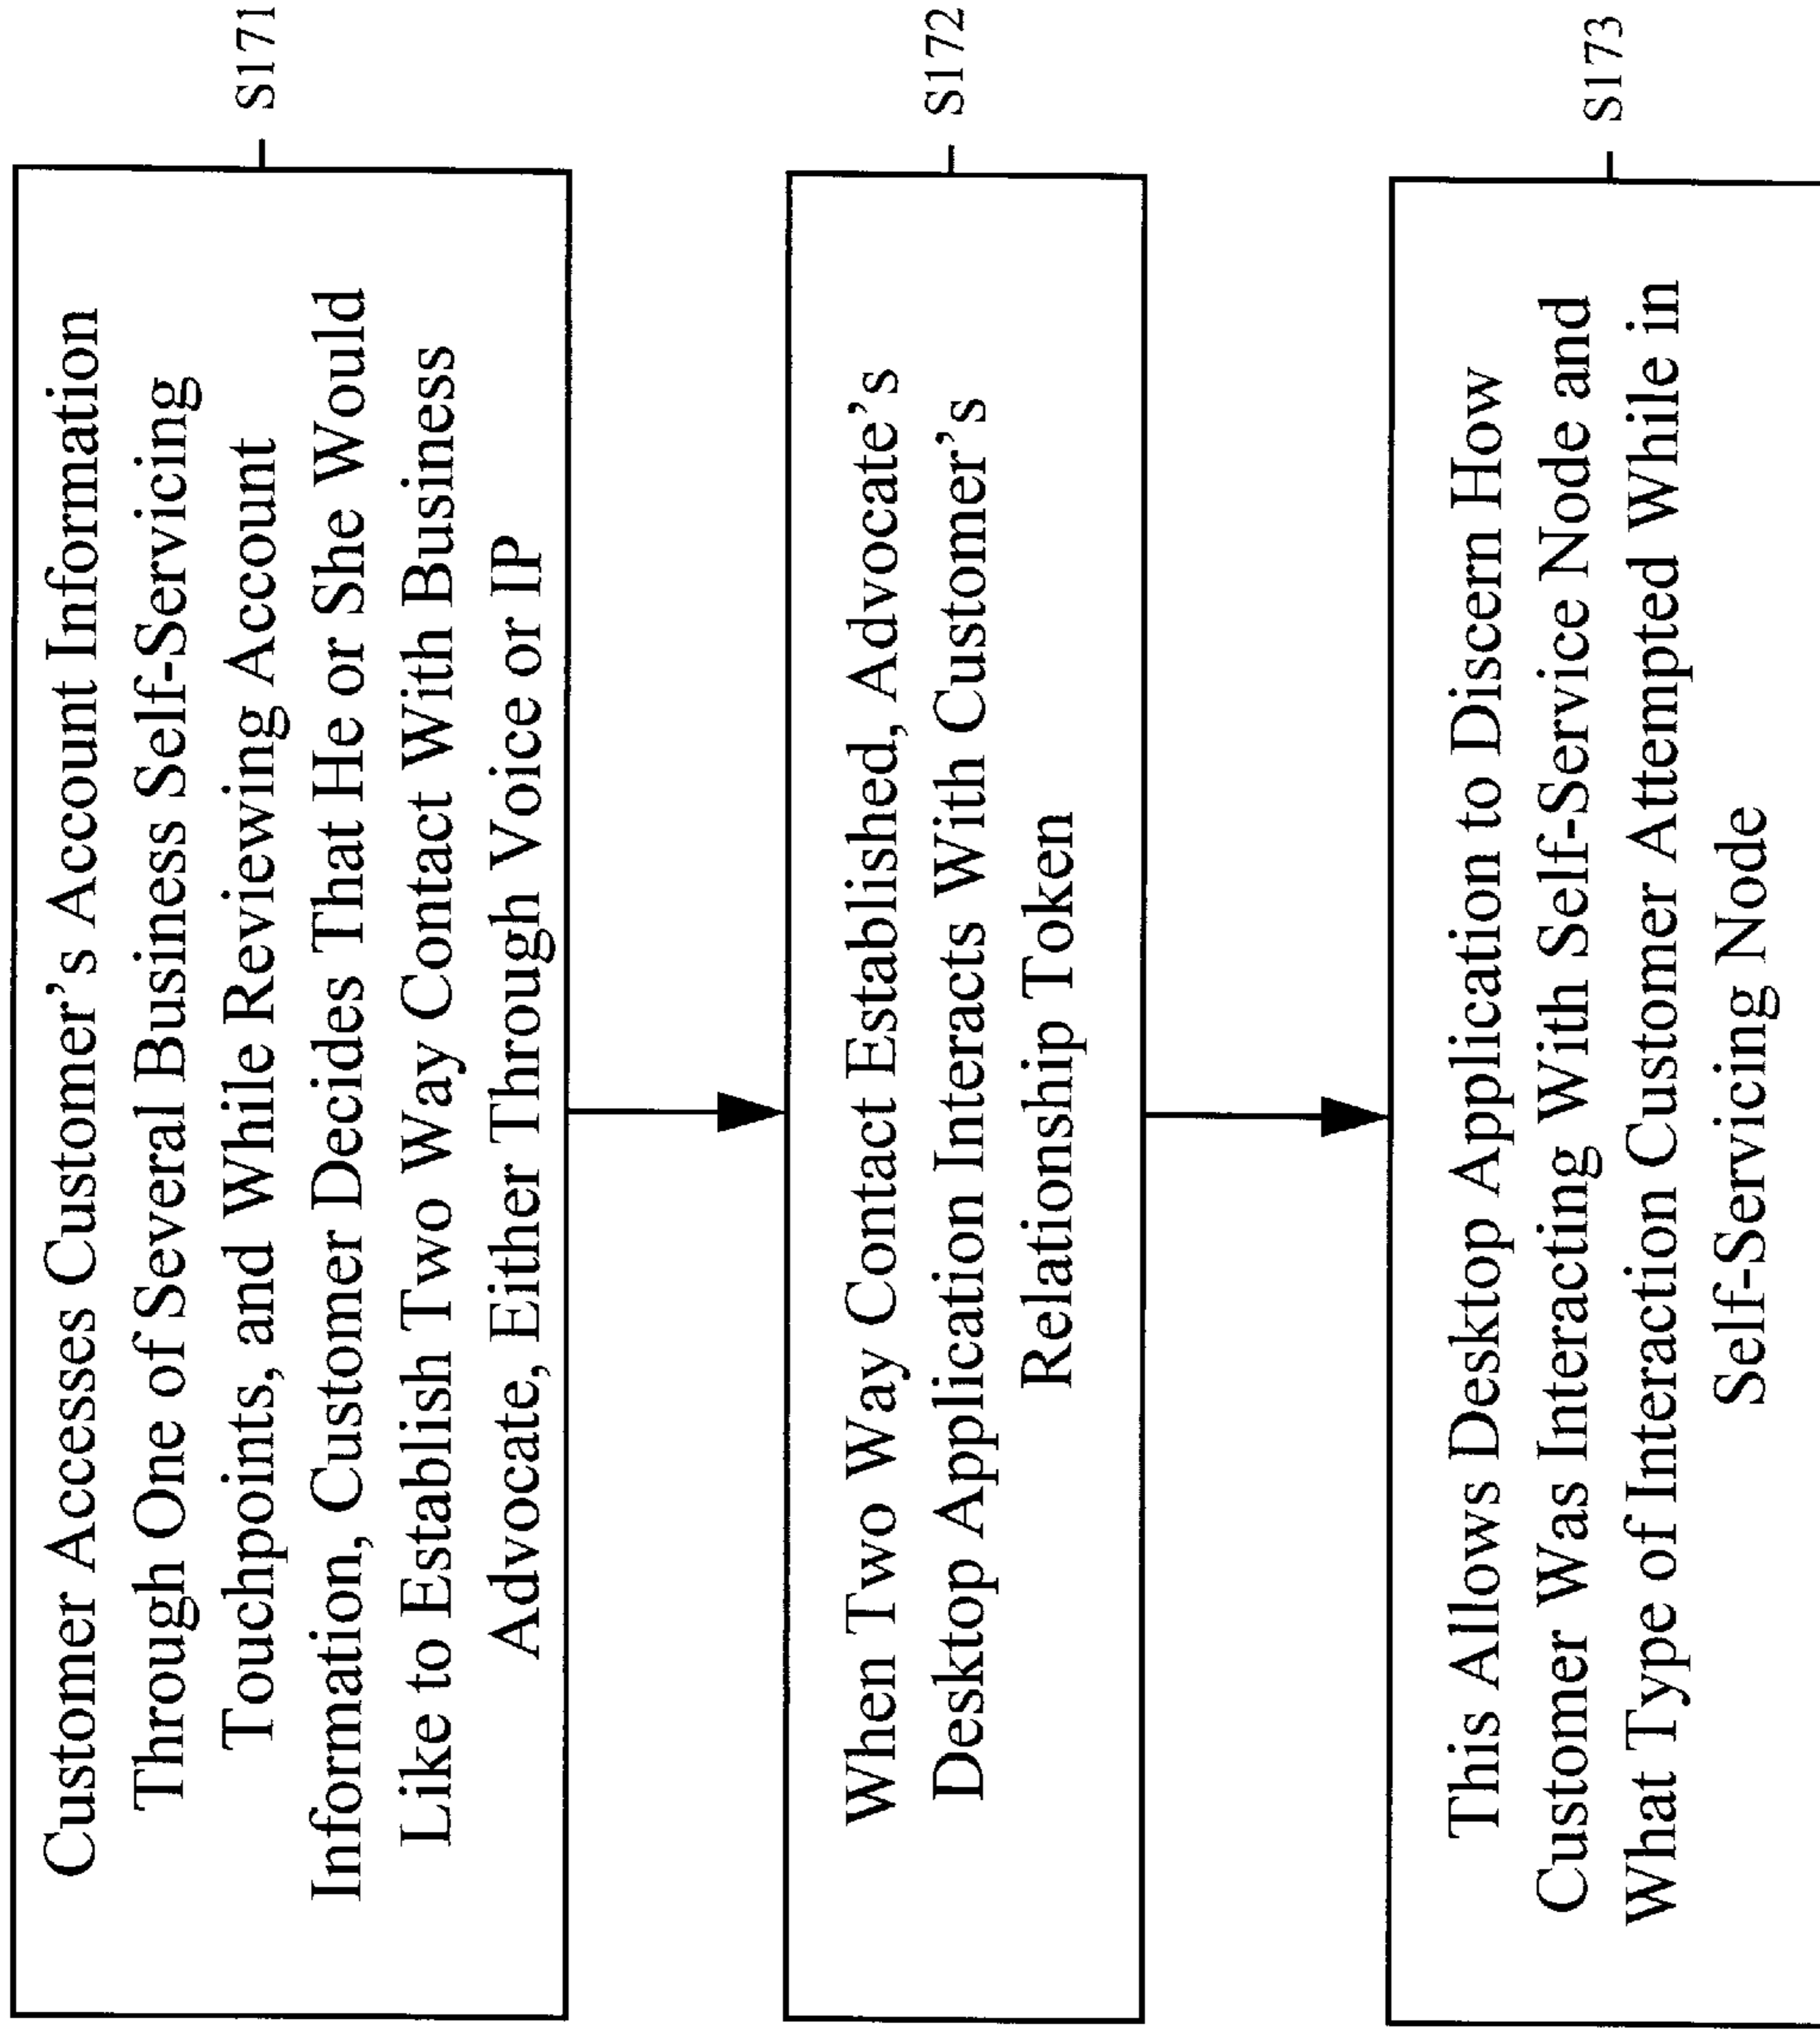 Customer Accesses Customer's Account Information
Through One of Several Business Self-Servicing
Touchpoints, and While Reviewing Account
Information, Customer Decides That He or She Would
Like to Establish Two Way Contact With Business
Advocate, Either Through Voice or IP
S171
When Two Way Contact Established, Advocate's
Desktop Application Interacts With Customer's
Relationship Token
S172
This Allows Desktop Application to Discern How
Customer Was Interacting With Self-Service Node and
What Type of Interaction Customer Attempted While in
Self-Servicing Node
S173